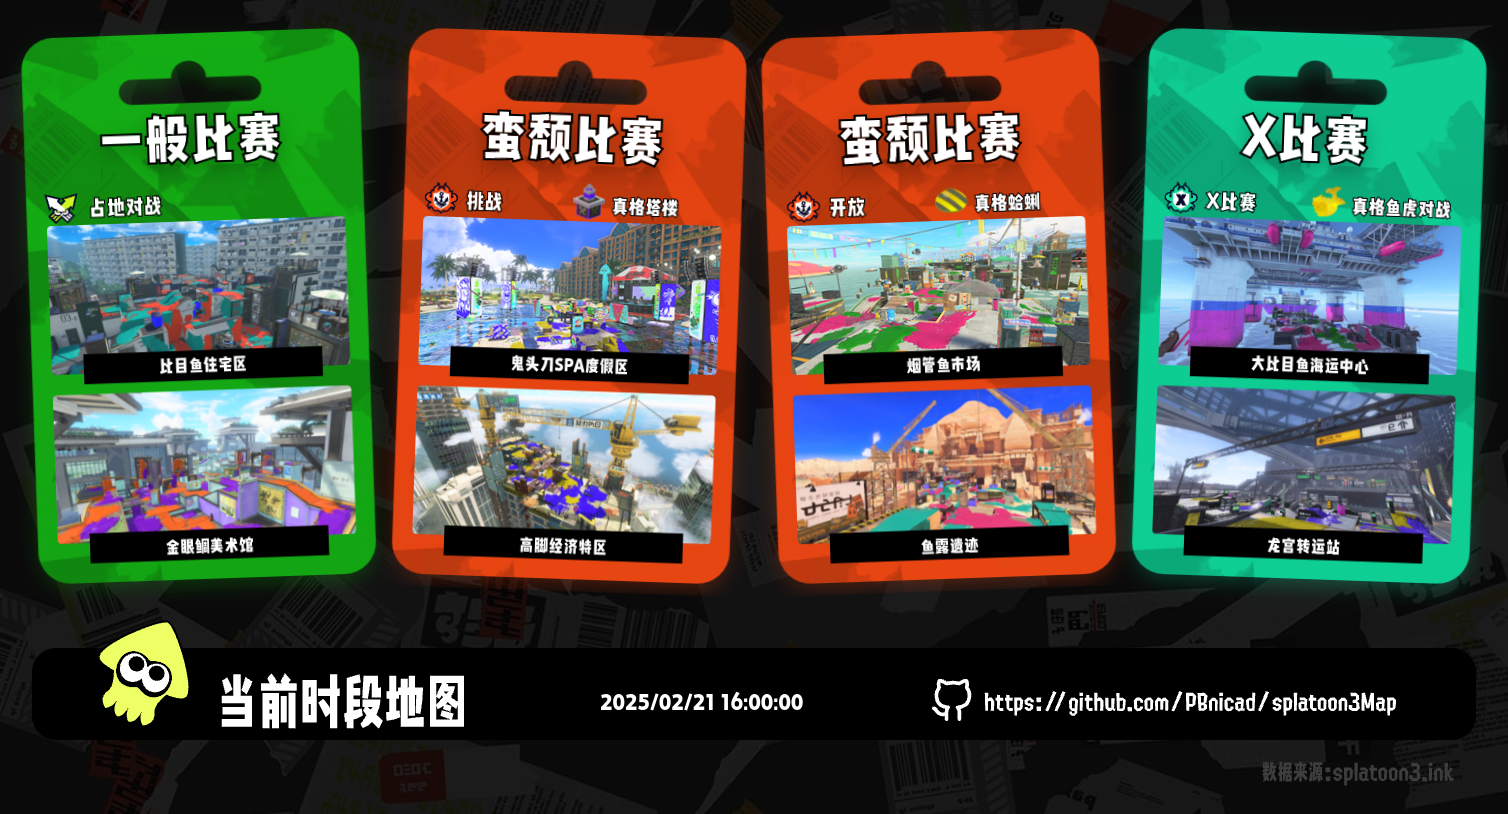 一般比赛
占地对战
比目鱼住宅区
金眼鲷美术馆
蛮颓比赛
挑战
真格塔楼
鬼头刀SPA度假区
高脚经济特区
蛮颓比赛
开放
真格蛤蜊
烟管鱼市场
鱼露遗迹
X比赛
X比赛
真格鱼虎对战
大比目鱼海运中心
龙宫转运站
当前时段地图
2025/02/21 16:00:00
https://github.com/PBnicad/splatoon3Map
数据来源:splatoon3.ink